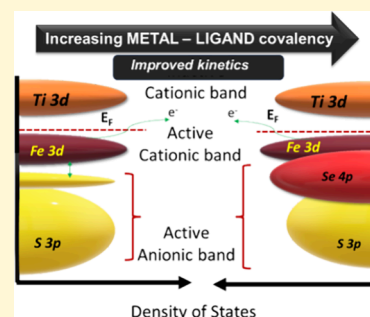 Increasing METAL – LIGAND covalency
Improved kinetics
Ti 3d
Cationic band
Ti 3d
EF
e-
e-
EF
Fe 3d
Active
Cationic band
Fe 3d
Se 4p
S 3p
Active
Anionic band
S 3p
Density of States